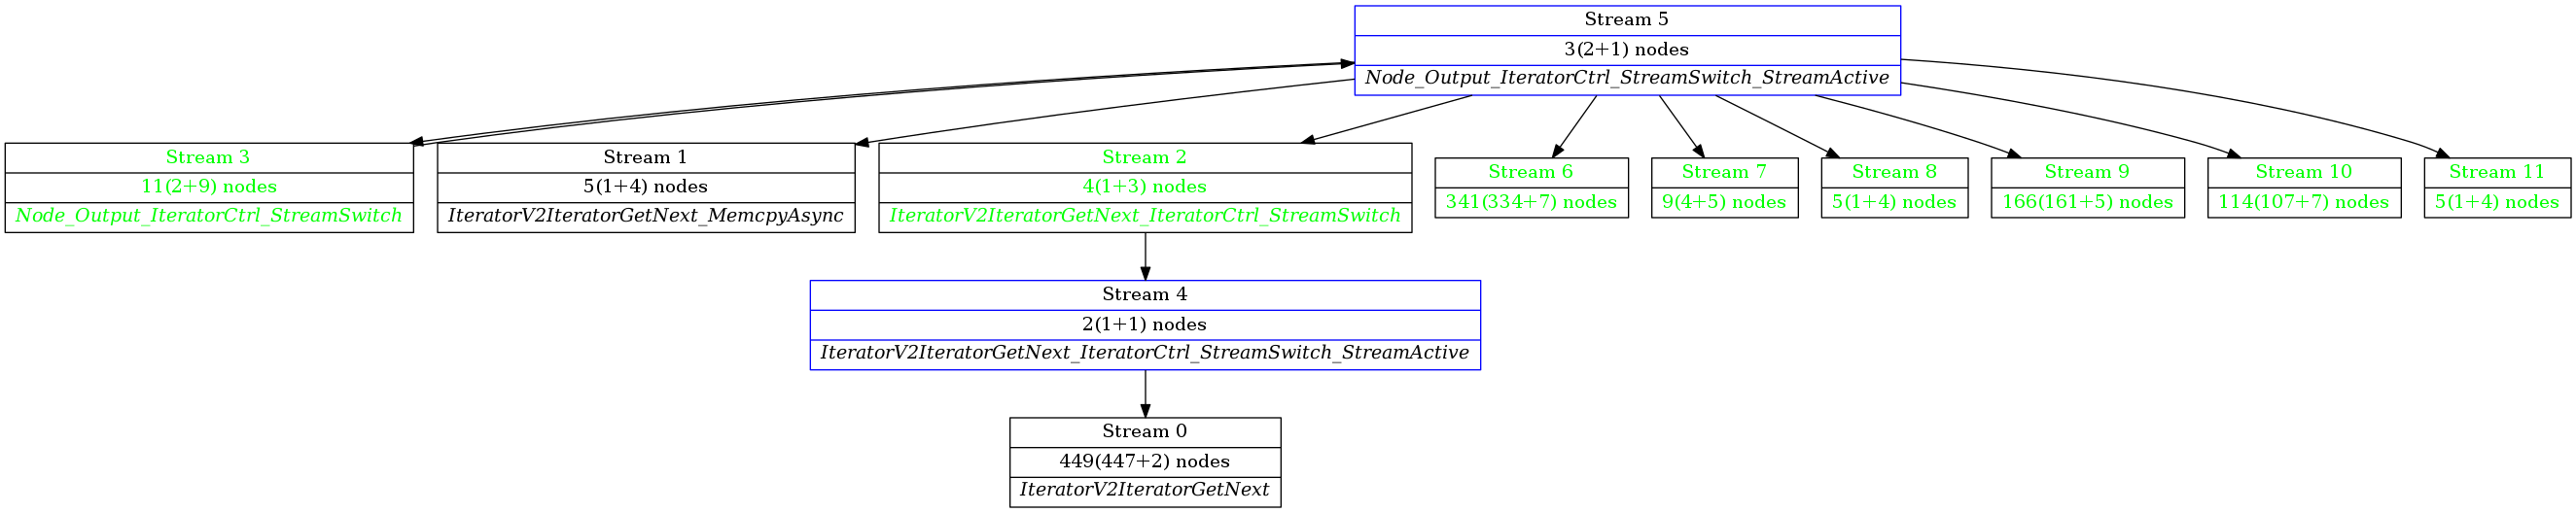 Stream 5
3(2+1) nodes
Node_Output_IteratorCtrl_StreamSwitch_StreamActive
Stream 3
11(2+9) nodes
Node_Output_IteratorCtrl_StreamSwitch
Stream 1
5(1+4) nodes
IteratorV2IteratorGetNext_MemcpyAsync
Stream 2
4(1+3) nodes
IteratorV2IteratorGetNext_IteratorCtrl_StreamSwitch
Stream 6
341(334+7) nodes
Stream 7
9(4+5) nodes
Stream 8
5(1+4) nodes
Stream 9
166(161+5) nodes
Stream 10
114(107+7) nodes
Stream 11
5(1+4) nodes
Stream 4
2(1+1) nodes
IteratorV2IteratorGetNext_IteratorCtrl_StreamSwitch_StreamActive
Stream 0
449(447+2) nodes
IteratorV2IteratorGetNext